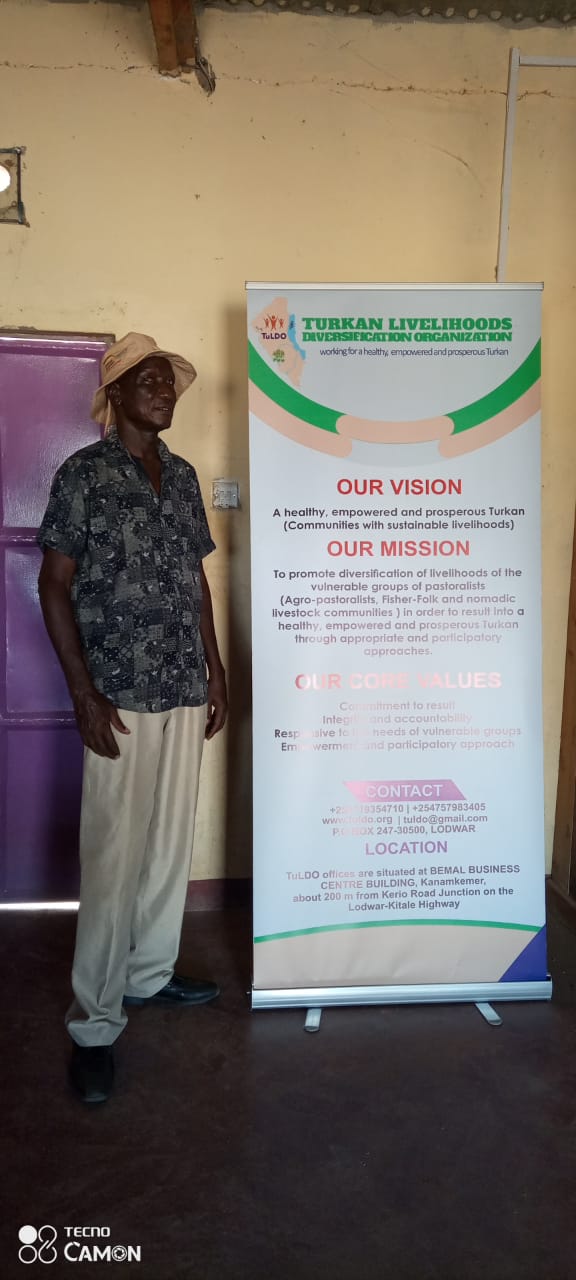 TuLDO
TURKAN LIVELIHOODS
DIVERSIFICATION ORGANIZATION
working for a healthy, empowered and prosperous Turkan
OUR VISION
A healthy, empowered and prosperous Turkan
(Communities with sustainable livelihoods)
OUR MISSION
To promote diversification of livelihoods of the
vulnerable groups of pastoralists
(Agro-pastoralists, Fisher-Folk and nomadic
livestock communities ) in order to result into a
healthy, empowered and prosperous Turkan
through appropriate and participatory
approaches.
OUR CORE VALUES
Commitment to result
Integrity and accountability
Responsive to the needs of vulnerable groups
Empowerment and participatory approach
CONTACT
| +254757983405
www.tuldo.org | tuldo@gmail.com
P.O BOX 247-30500, LODWAR
LOCATION
TuLDO offices are situated at BEMAL BUSINESS
CENTRE BUILDING, Kanamkemer,
about 200 m from Kerio Road Junction on the
Lodwar-Kitale Highway
TECNO
CAMON